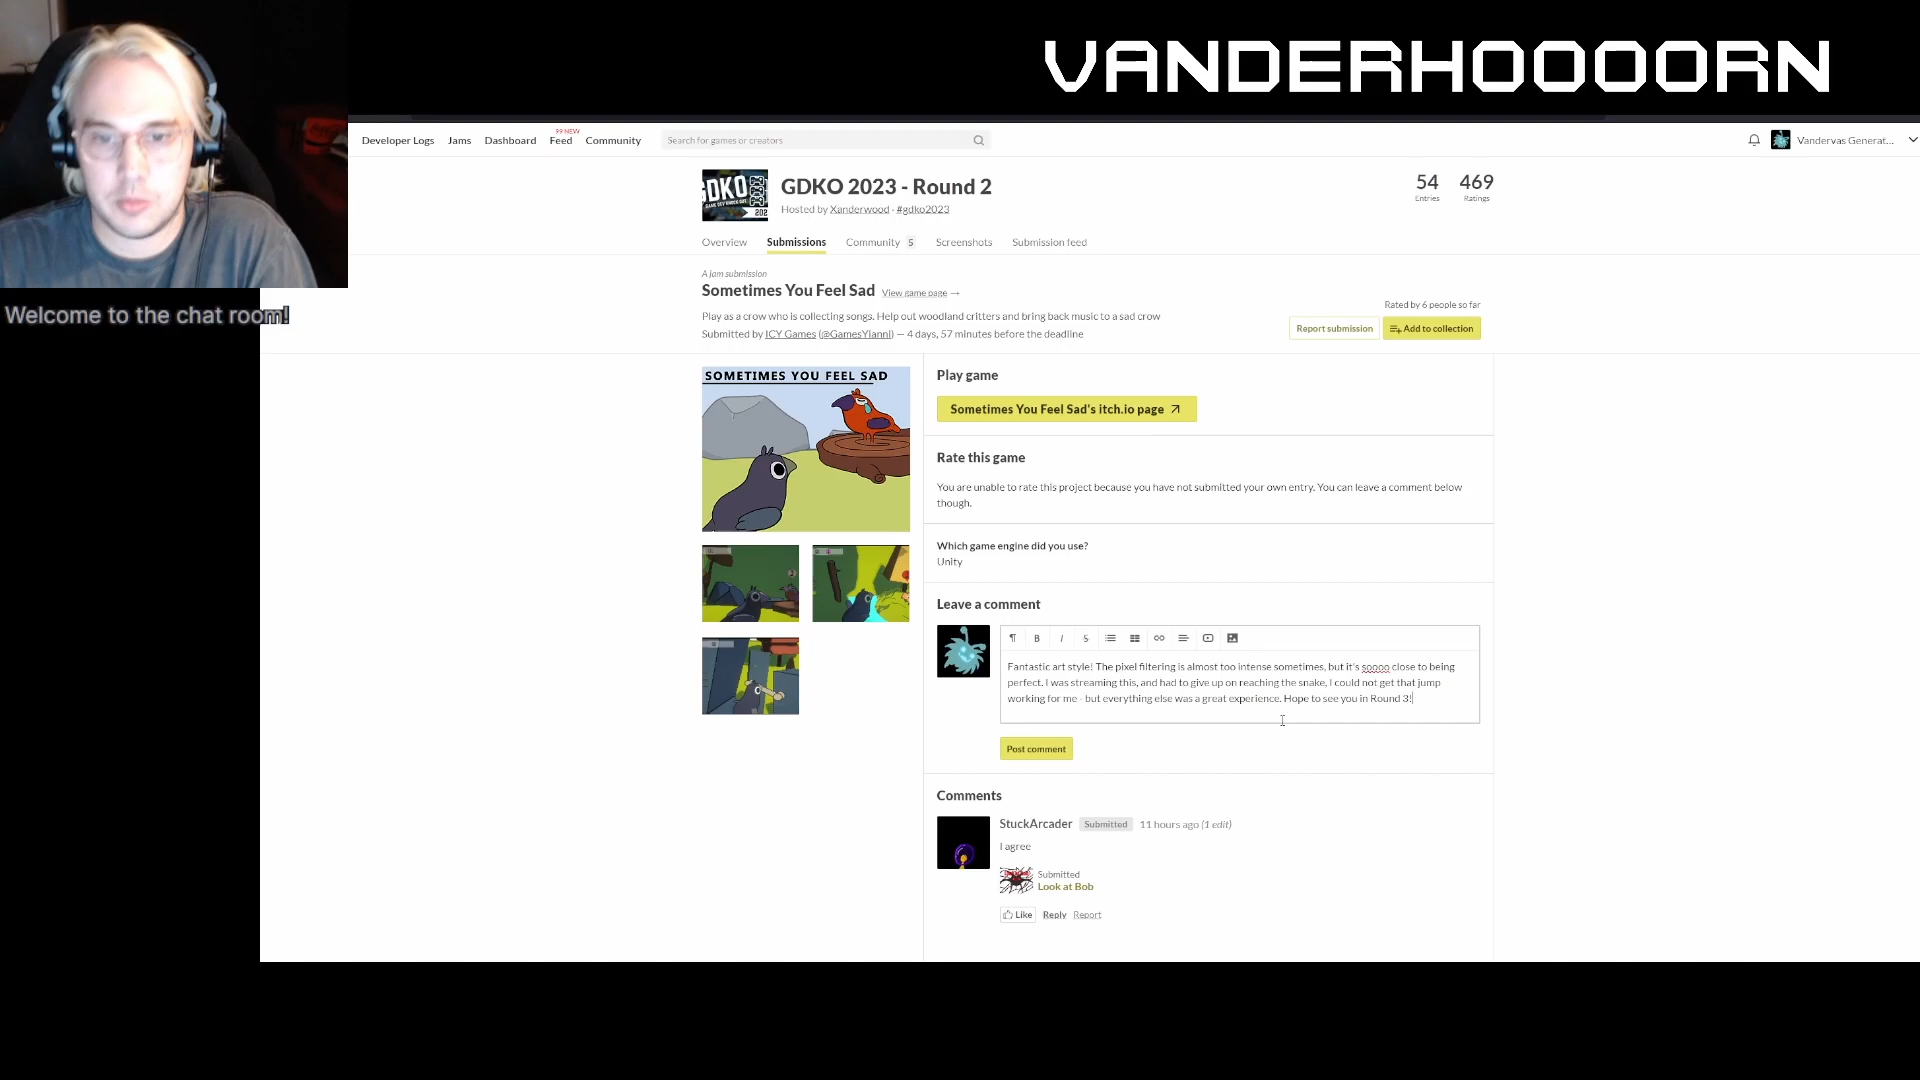 VANDERHOOOORN
Developer Logs Jams Dashboard 99 NEW Feed Community Search for games or creators Vandervas Generat...
GDKO 2023 - Round 2
Hosted by Xanderwood · #gdko2023
54 469
Entries Ratings
Overview Submissions Community 5 Screenshots Submission feed
A jam submission
Sometimes You Feel Sad View game page →
Play as a crow who is collecting songs. Help out woodland critters and bring back music to a sad crow
Submitted by ICY Games (@GamesYianni) — 4 days, 57 minutes before the deadline
Rated by 6 people so far
Report submission Add to collection
Welcome to the chat room!
SOMETIMES YOU FEEL SAD
Play game
Sometimes You Feel Sad's itch.io page
Rate this game
You are unable to rate this project because you have not submitted your own entry. You can leave a comment below
though.
Which game engine did you use?
Unity
Leave a comment
Fantastic art style! The pixel filtering is almost too intense sometimes, but it's soooo close to being
perfect. I was streaming this, and had to give up on reaching the snake, I could not get that jump
working for me - but everything else was a great experience. Hope to see you in Round 3!
Post comment
Comments
StuckArcader Submitted 11 hours ago (1 edit)
I agree
Submitted
Look at Bob
Like Reply Report